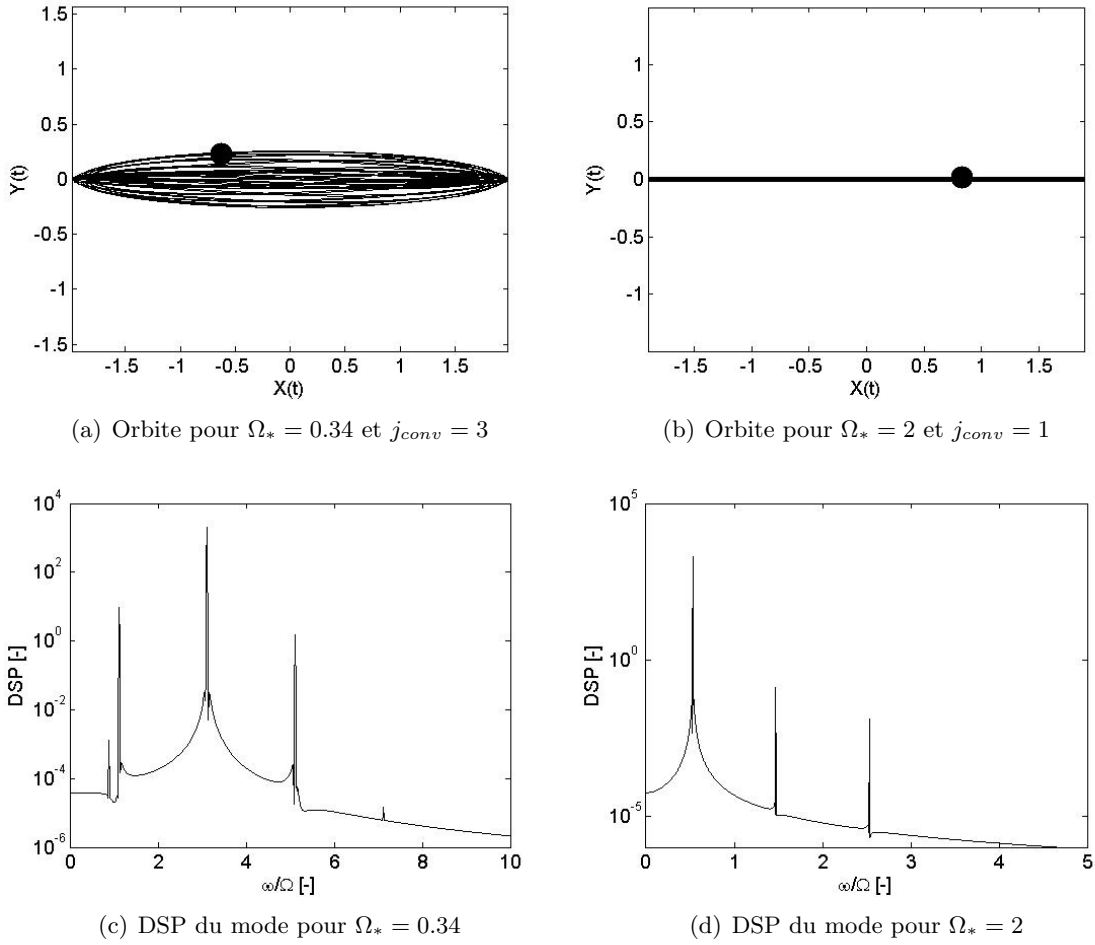 1.5
1
0.5
0
-0.5
-1
-1.5
Y(t)
-1.5 -1 -0.5 0 0.5 1 1.5
X(t)
(a) Orbite pour Ω* = 0.34 et j_conv = 3
1
0.5
0
-0.5
-1
Y(t)
-1.5 -1 -0.5 0 0.5 1 1.5
X(t)
(b) Orbite pour Ω* = 2 et j_conv = 1
10^4
10^2
10^0
10^-2
10^-4
10^-6
DSP [-]
0 2 4 6 8 10
ω/Ω [-]
(c) DSP du mode pour Ω* = 0.34
10^5
10^0
10^-5
DSP [-]
0 1 2 3 4 5
ω/Ω [-]
(d) DSP du mode pour Ω* = 2